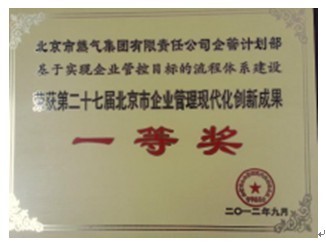 北京市燃气集团有限责任公司企管计划部
基于实现企业管控目标的流程体系建设
荣获第二十七届北京市企业管理现代化创新成果
一等奖
二〇一二年九月